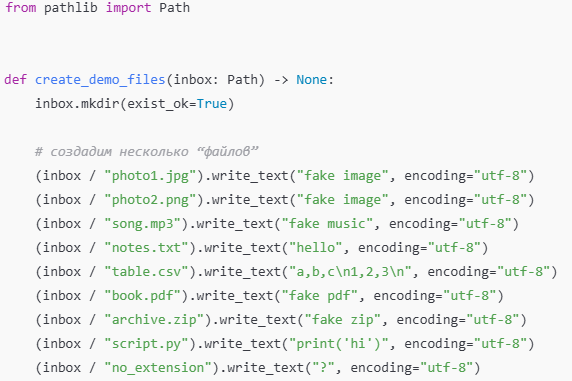 from pathlib import Path
def create_demo_files(inbox: Path) -> None:
    inbox.mkdir(exist_ok=True)
    # создадим несколько “файлов”
    (inbox / "photo1.jpg").write_text("fake image", encoding="utf-8")
    (inbox / "photo2.png").write_text("fake image", encoding="utf-8")
    (inbox / "song.mp3").write_text("fake music", encoding="utf-8")
    (inbox / "notes.txt").write_text("hello", encoding="utf-8")
    (inbox / "table.csv").write_text("a,b,c\n1,2,3\n", encoding="utf-8")
    (inbox / "book.pdf").write_text("fake pdf", encoding="utf-8")
    (inbox / "archive.zip").write_text("fake zip", encoding="utf-8")
    (inbox / "script.py").write_text("print('hi')", encoding="utf-8")
    (inbox / "no_extension").write_text("?", encoding="utf-8")